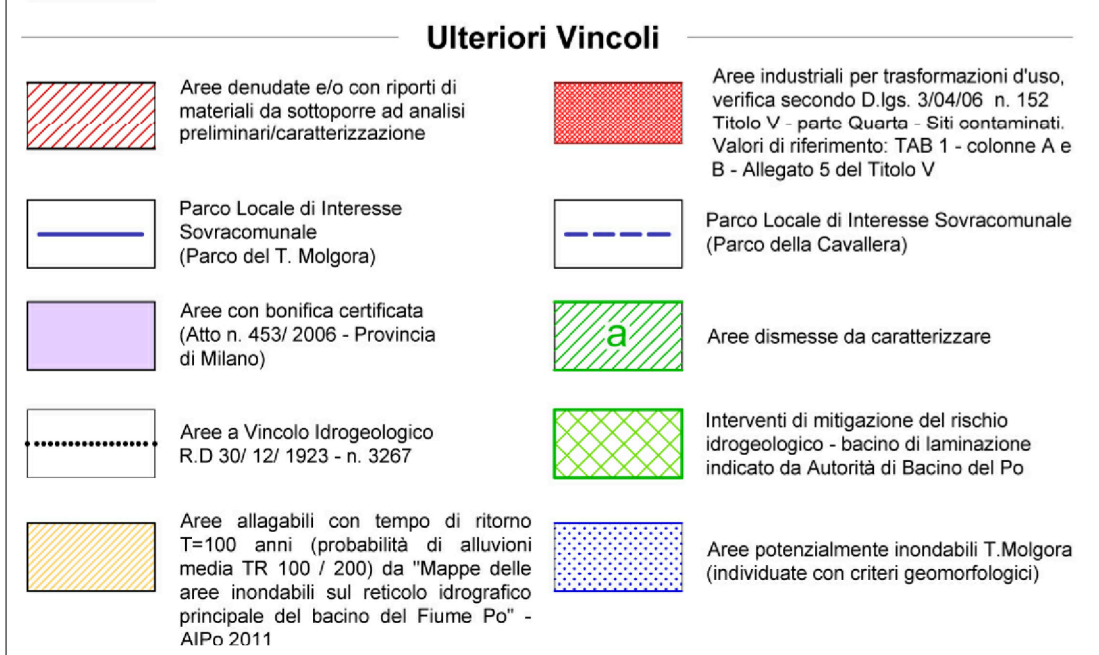 Ulteriori Vincoli
Aree denudate e/o con riporti di
materiali da sottoporre ad analisi
preliminari/caratterizzazione
Aree industriali per trasformazioni d'uso,
verifica secondo D.lgs. 3/04/06 n. 152
Titolo V - parte Quarta - Siti contaminati.
Valori di riferimento: TAB 1 - colonne A e
B - Allegato 5 del Titolo V
Parco Locale di Interesse
Sovracomunale
(Parco del T. Molgora)
Parco Locale di Interesse Sovracomunale
(Parco della Cavallera)
Aree con bonifica certificata
(Atto n. 453/ 2006 - Provincia
di Milano)
a
Aree dismesse da caratterizzare
Aree a Vincolo Idrogeologico
R.D 30/ 12/ 1923 - n. 3267
Interventi di mitigazione del rischio
idrogeologico - bacino di laminazione
indicato da Autorità di Bacino del Po
Aree allagabili con tempo di ritorno
T=100 anni (probabilità di alluvioni
media TR 100 / 200) da "Mappe delle
aree inondabili sul reticolo idrografico
principale del bacino del Fiume Po" -
AIPo 2011
Aree potenzialmente inondabili T.Molgora
(individuate con criteri geomorfologici)